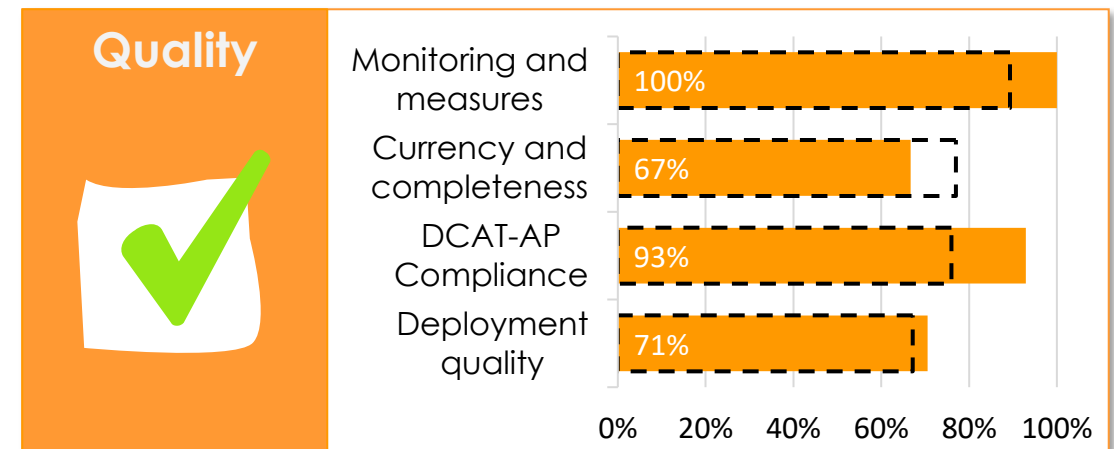 Quality
Monitoring and
measures
100%
Currency and
completeness
67%
DCAT-AP
Compliance
93%
Deployment
quality
71%
0% 20% 40% 60% 80% 100%